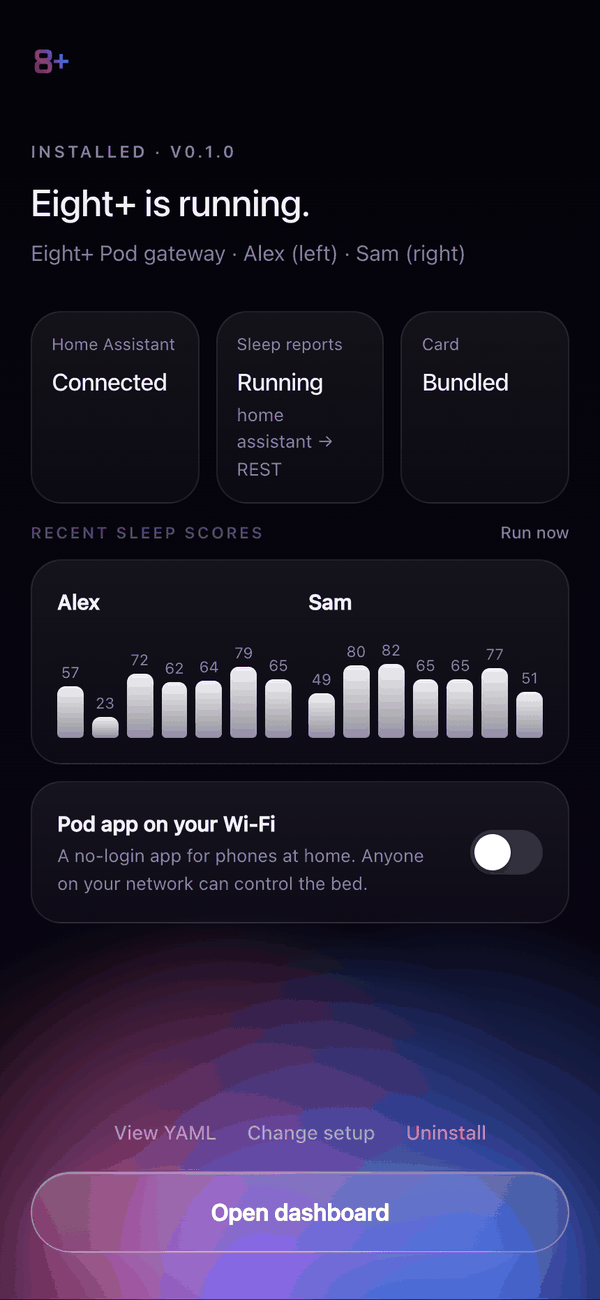 8+
INSTALLED · V0.1.0
Eight+ is running.
Eight+ Pod gateway · Alex (left) · Sam (right)
Home Assistant
Connected
Sleep reports
Running
home
assistant →
REST
Card
Bundled
RECENT SLEEP SCORES
Run now
Alex
57
23
72
62
64
79
65
Sam
49
80
82
65
65
77
51
Pod app on your Wi-Fi
A no-login app for phones at home. Anyone
on your network can control the bed.
View YAML
Change setup
Uninstall
Open dashboard